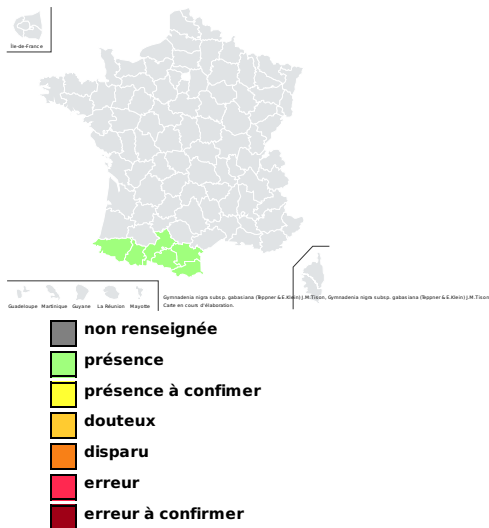 Île-de-France
Guadeloupe Martinique Guyane La Réunion Mayotte
Gymnadenia nigra subsp. gabasiana (Teppner & E.Klein) J.M.Tison, Gymnadenia nigra subsp. gabasiana (Teppner & E.Klein) J.M.Tison
Carte en cours d'élaboration.
non renseignée
présence
présence à confimer
douteux
disparu
erreur
erreur à confirmer